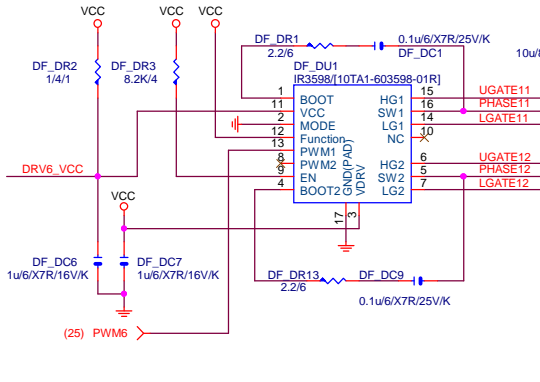 VCC VCC VCC
DF_DR1 0.1u/6/X7R/25V/K
2.2/6 DF_DC1 10u/8
DF_DR2 DF_DR3 DF_DU1
1/4/1 8.2K/4 IR3598/[10TA1-603598-01R]
1 BOOT HG1 15 UGATE11
11 VCC SW1 16 PHASE11
2 MODE LG1 14 LGATE11
12 Function NC 10
13 PWM1
8 PWM2 HG2 6 UGATE12
DRV6_VCC 9 EN SW2 5 PHASE12
4 BOOT2 LG2 7 LGATE12
GND(PAD) VDRV
17 3
VCC
DF_DC6 DF_DC7
1u/6/X7R/16V/K 1u/6/X7R/16V/K
DF_DR13 DF_DC9
2.2/6
0.1u/6/X7R/25V/K
(25) PWM6